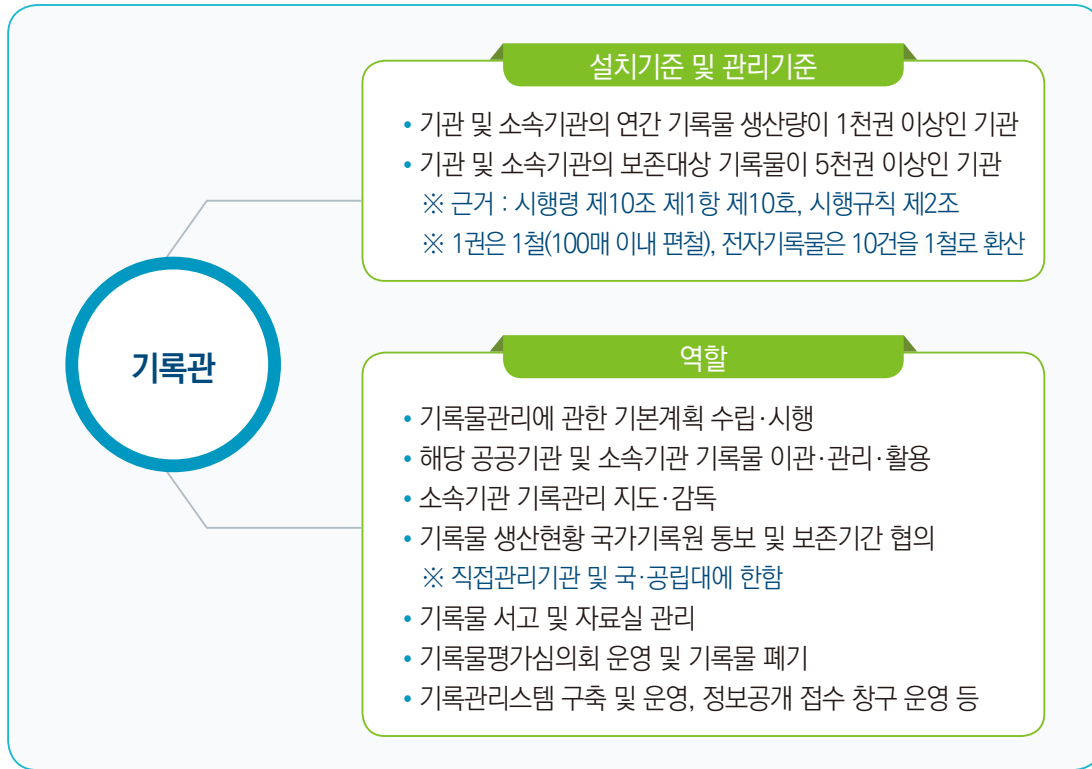 설치기준 및 관리기준
• 기관 및 소속기관의 연간 기록물 생산량이 1천권 이상인 기관
• 기관 및 소속기관의 보존대상 기록물이 5천권 이상인 기관
※ 근거 : 시행령 제10조 제1항 제10호, 시행규칙 제2조
※ 1권은 1철(100매 이내 편철), 전자기록물은 10건을 1철로 환산
기록관
역할
• 기록물관리에 관한 기본계획 수립·시행
• 해당 공공기관 및 소속기관 기록물 이관·관리·활용
• 소속기관 기록관리 지도·감독
• 기록물 생산현황 국가기록원 통보 및 보존기간 협의
※ 직접관리기관 및 국·공립대에 한함
• 기록물 서고 및 자료실 관리
• 기록물평가심의회 운영 및 기록물 폐기
• 기록관리스템 구축 및 운영, 정보공개 접수 창구 운영 등